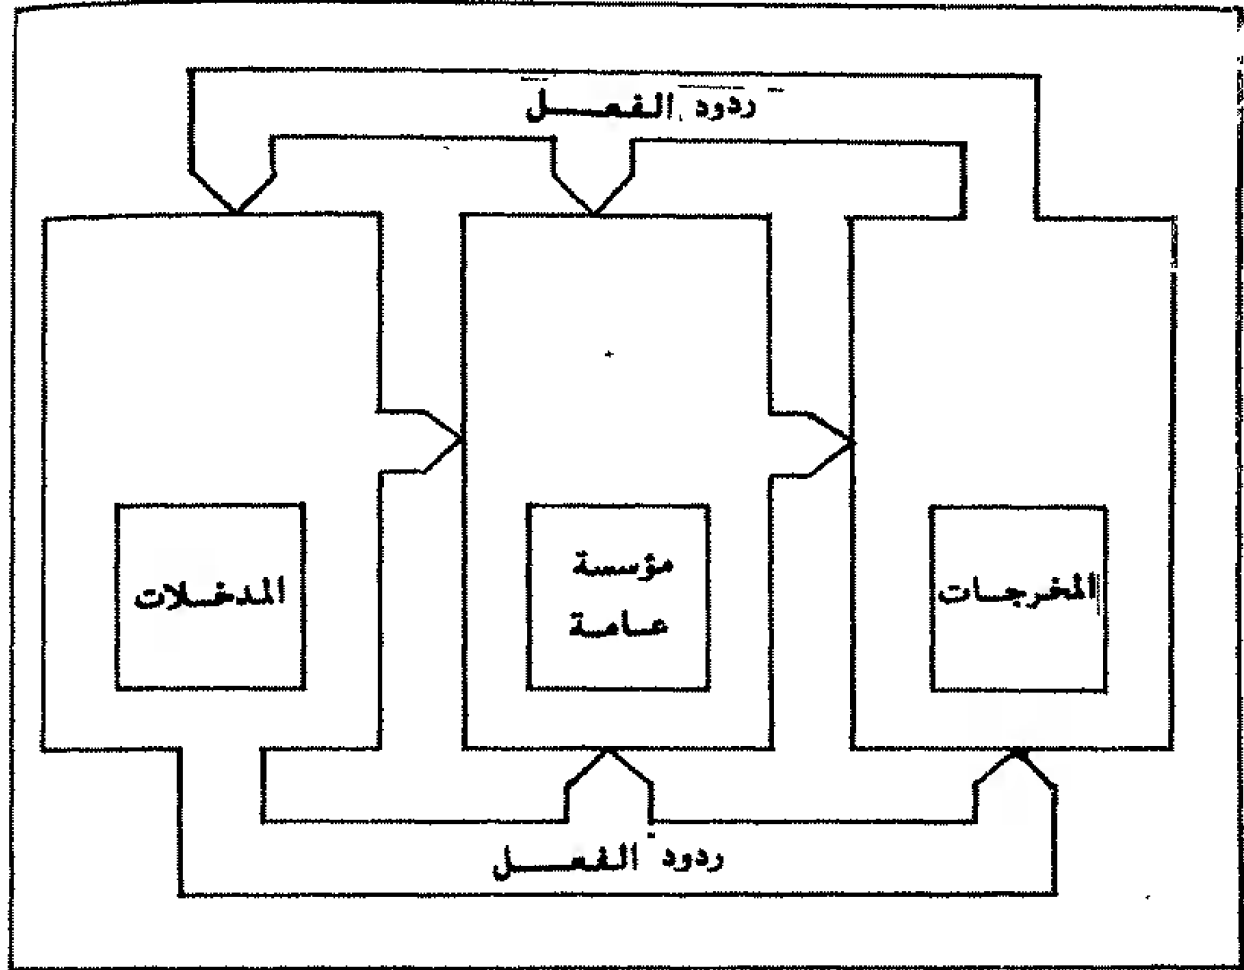 ردود الفعل
المخرجات
مؤسسة
عامة
المدخلات
ردود الفعل